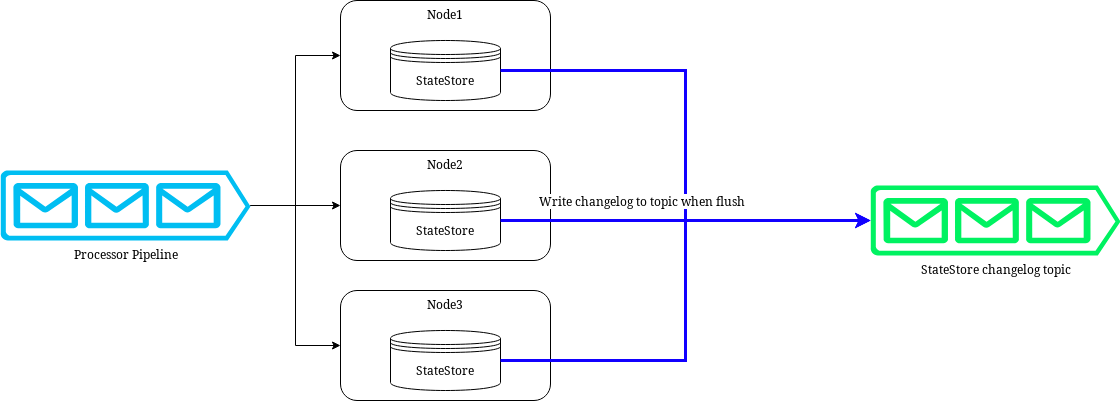 Node1
StateStore
Node2
StateStore
Write changelog to topic when flush
Processor Pipeline
StateStore changelog topic
Node3
StateStore